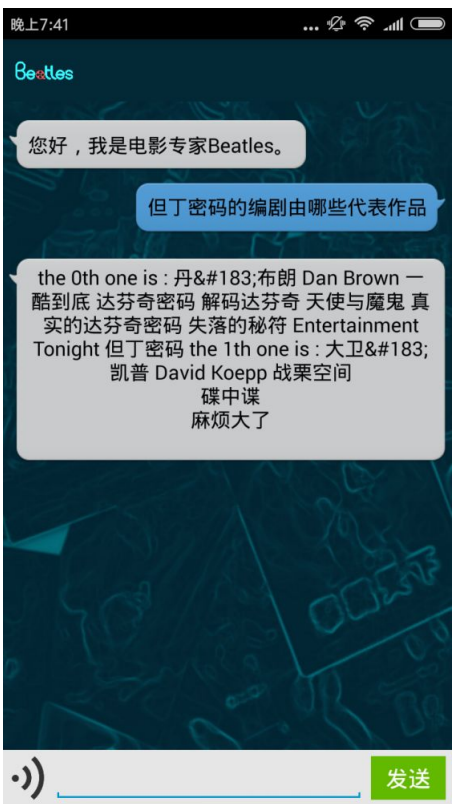 晚上7:41
...
Beatles
您好，我是电影专家Beatles。
但丁密码的编剧由哪些代表作品
the 0th one is : 丹&#183;布朗 Dan Brown 一
酷到底 达芬奇密码 解码达芬奇 天使与魔鬼 真
实的达芬奇密码 失落的秘符 Entertainment
Tonight 但丁密码 the 1th one is : 大卫&#183;
凯普 David Koepp 战栗空间
碟中谍
麻烦大了
发送